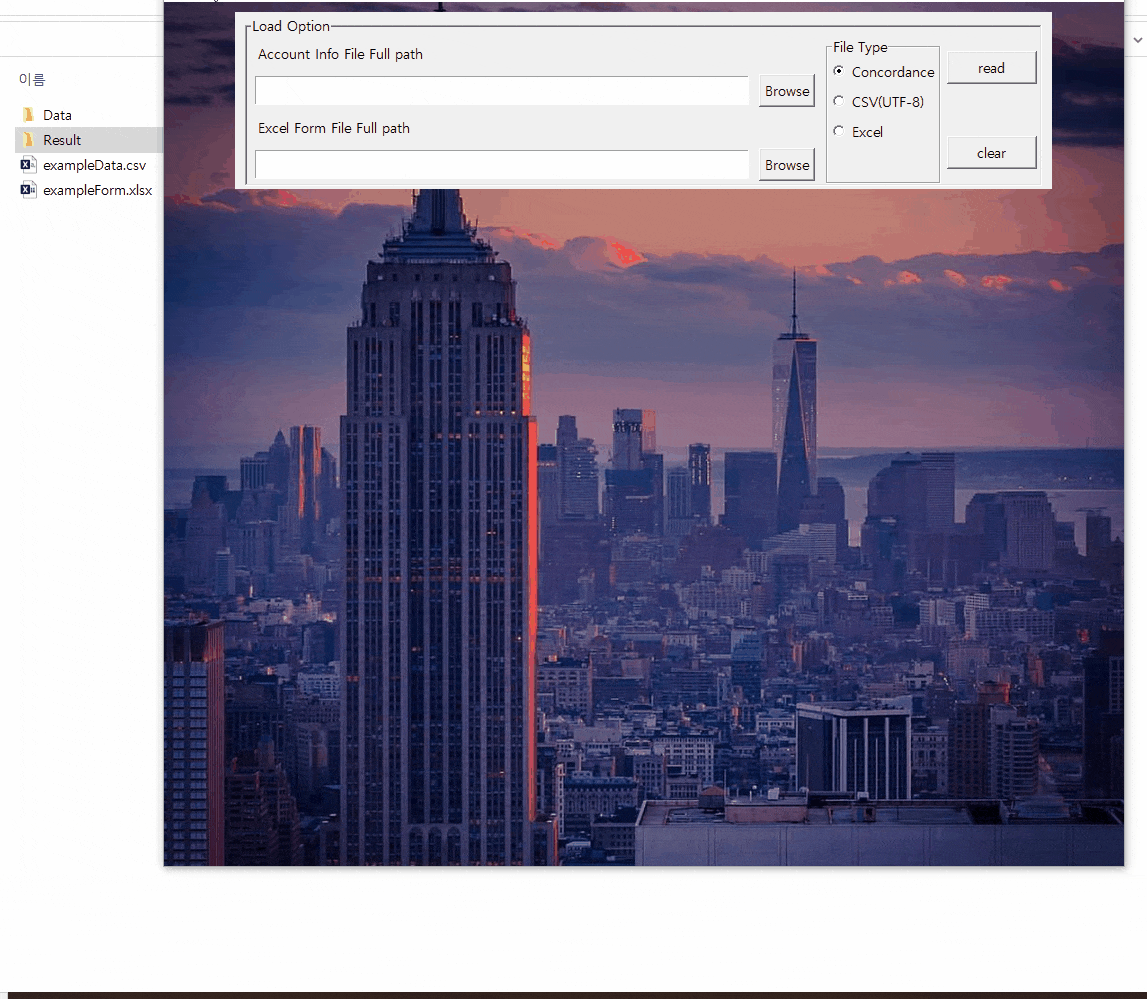 이름
Data
Result
exampleData.csv
exampleForm.xlsx
Load Option
Account Info File Full path
Browse
Excel Form File Full path
Browse
File Type
Concordance
CSV(UTF-8)
Excel
read
clear